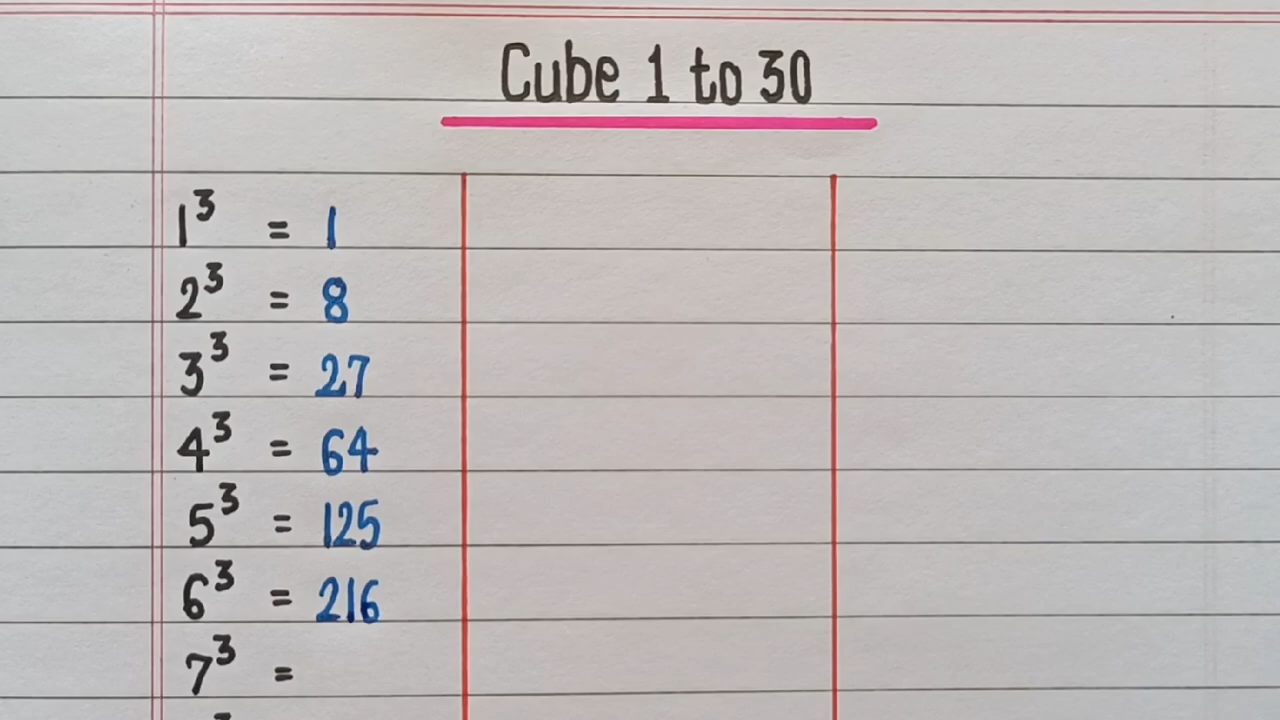 Cube 1 to 30
1³ = 1
2³ = 8
3³ = 27
4³ = 64
5³ = 125
6³ = 216
7³ =